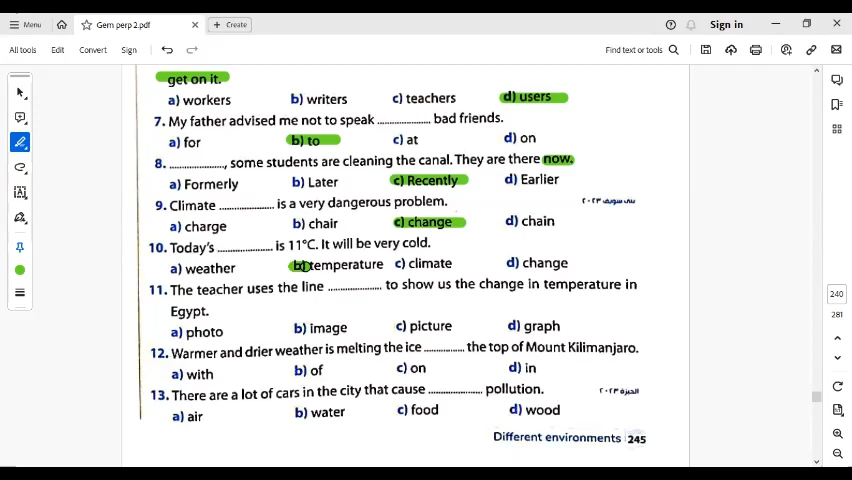 Menu
Gem perp 2.pdf
Create
Sign in
All tools Edit Convert Sign
Find text or tools
get on it.
a) workers b) writers c) teachers d) users
7. My father advised me not to speak .................... bad friends.
a) for b) to c) at d) on
8. ...................., some students are cleaning the canal. They are there now.
a) Formerly b) Later c) Recently d) Earlier
9. Climate .................... is a very dangerous problem. بنى سويف ٢٠٢٣
a) charge b) chair c) change d) chain
10. Today's .................... is 11°C. It will be very cold.
a) weather b) temperature c) climate d) change
11. The teacher uses the line .................... to show us the change in temperature in
Egypt.
a) photo b) image c) picture d) graph
12. Warmer and drier weather is melting the ice ............... the top of Mount Kilimanjaro.
a) with b) of c) on d) in
13. There are a lot of cars in the city that cause .................... pollution. الجيزة ٢٠٢٣
a) air b) water c) food d) wood
Different environments 245
240
281